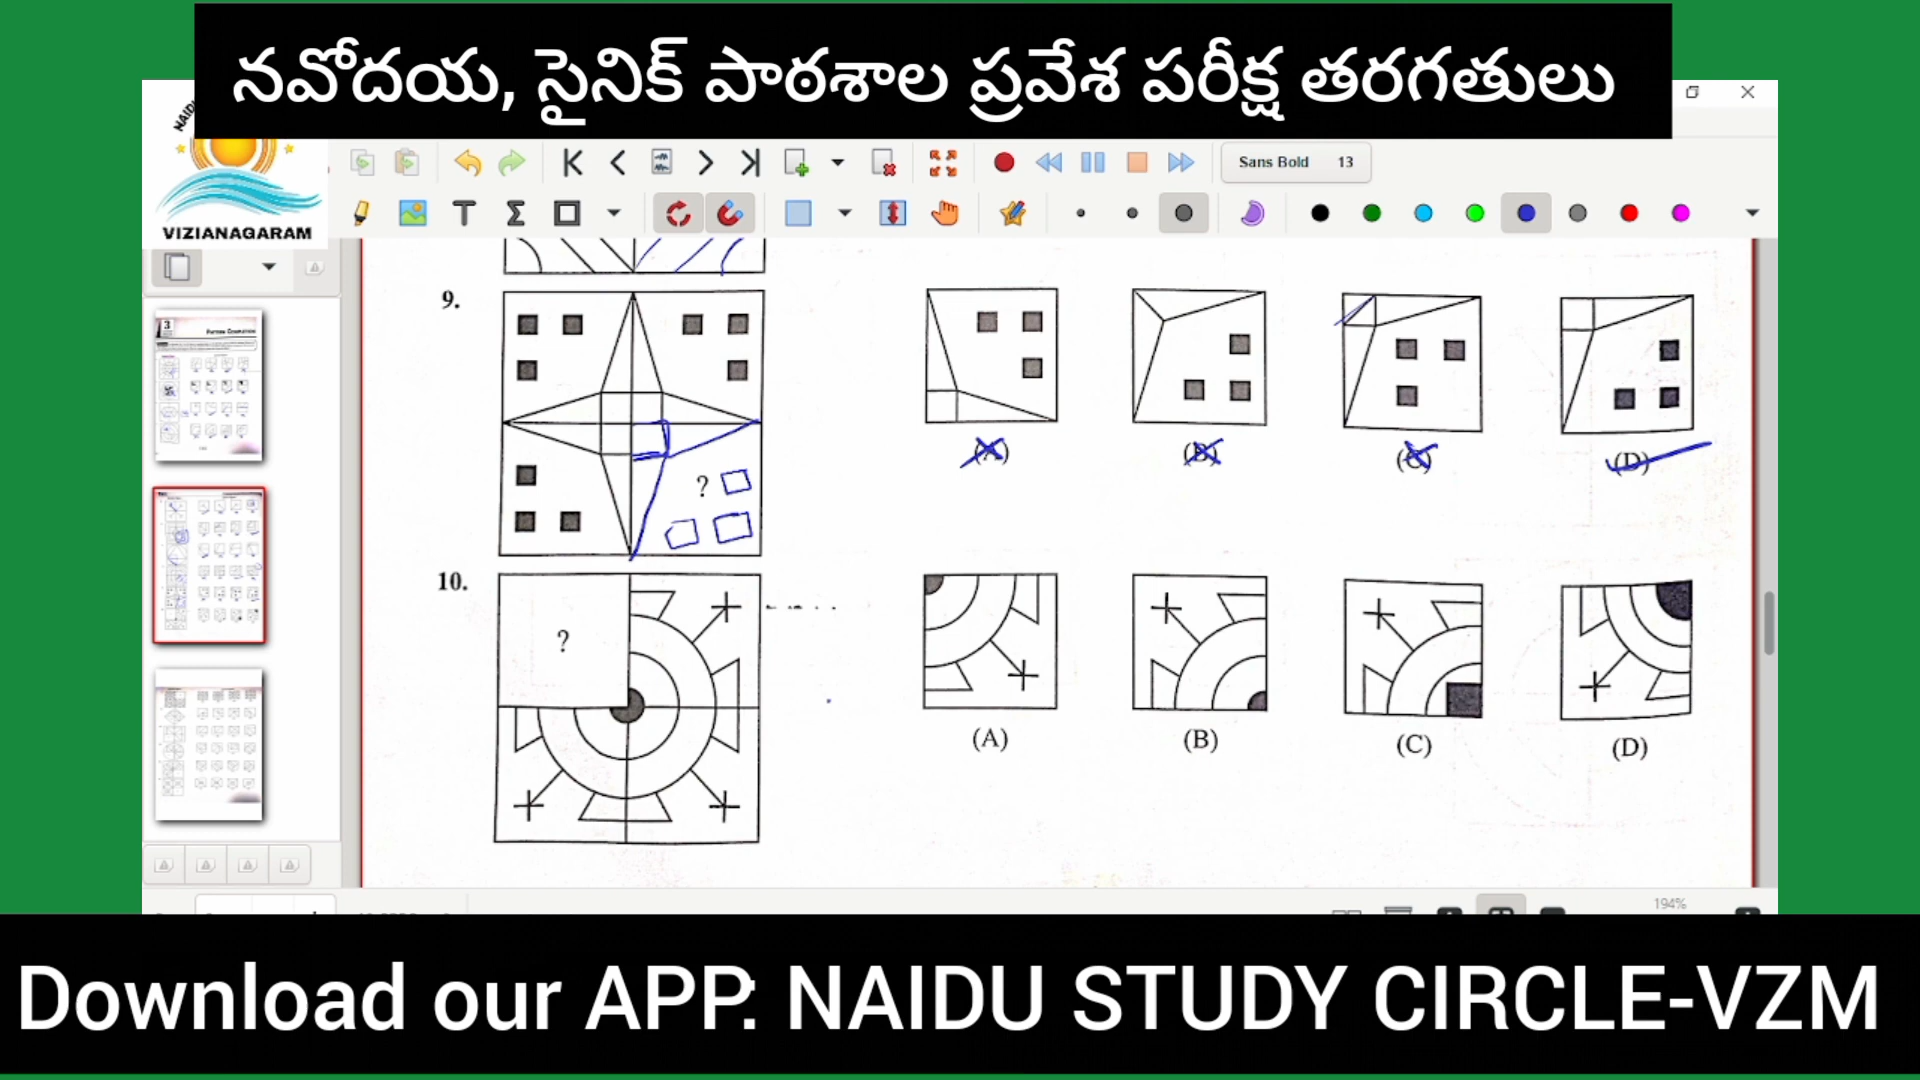 నవోదయ, సైనిక్ పాఠశాల ప్రవేశ పరీక్ష తరగతులు
NAIDU
VIZIANAGARAM
Sans Bold 13
9.
?
(A) (B) (C) (D)
10.
?
(A) (B) (C) (D)
194%
Download our APP: NAIDU STUDY CIRCLE-VZM